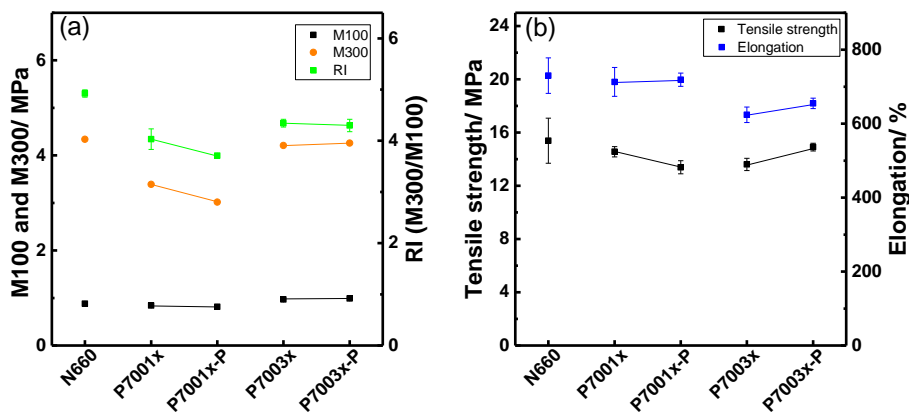 (a)
M100
M300
RI
M100 and M300/ MPa
6
4
2
0
RI (M300/M100)
6
4
2
0
N660
P7001x
P7001x-P
P7003x
P7003x-P
(b)
Tensile strength
Elongation
Tensile strength/ MPa
24
20
16
12
8
4
0
Elongation/ %
800
600
400
200
0
N660
P7001x
P7001x-P
P7003x
P7003x-P